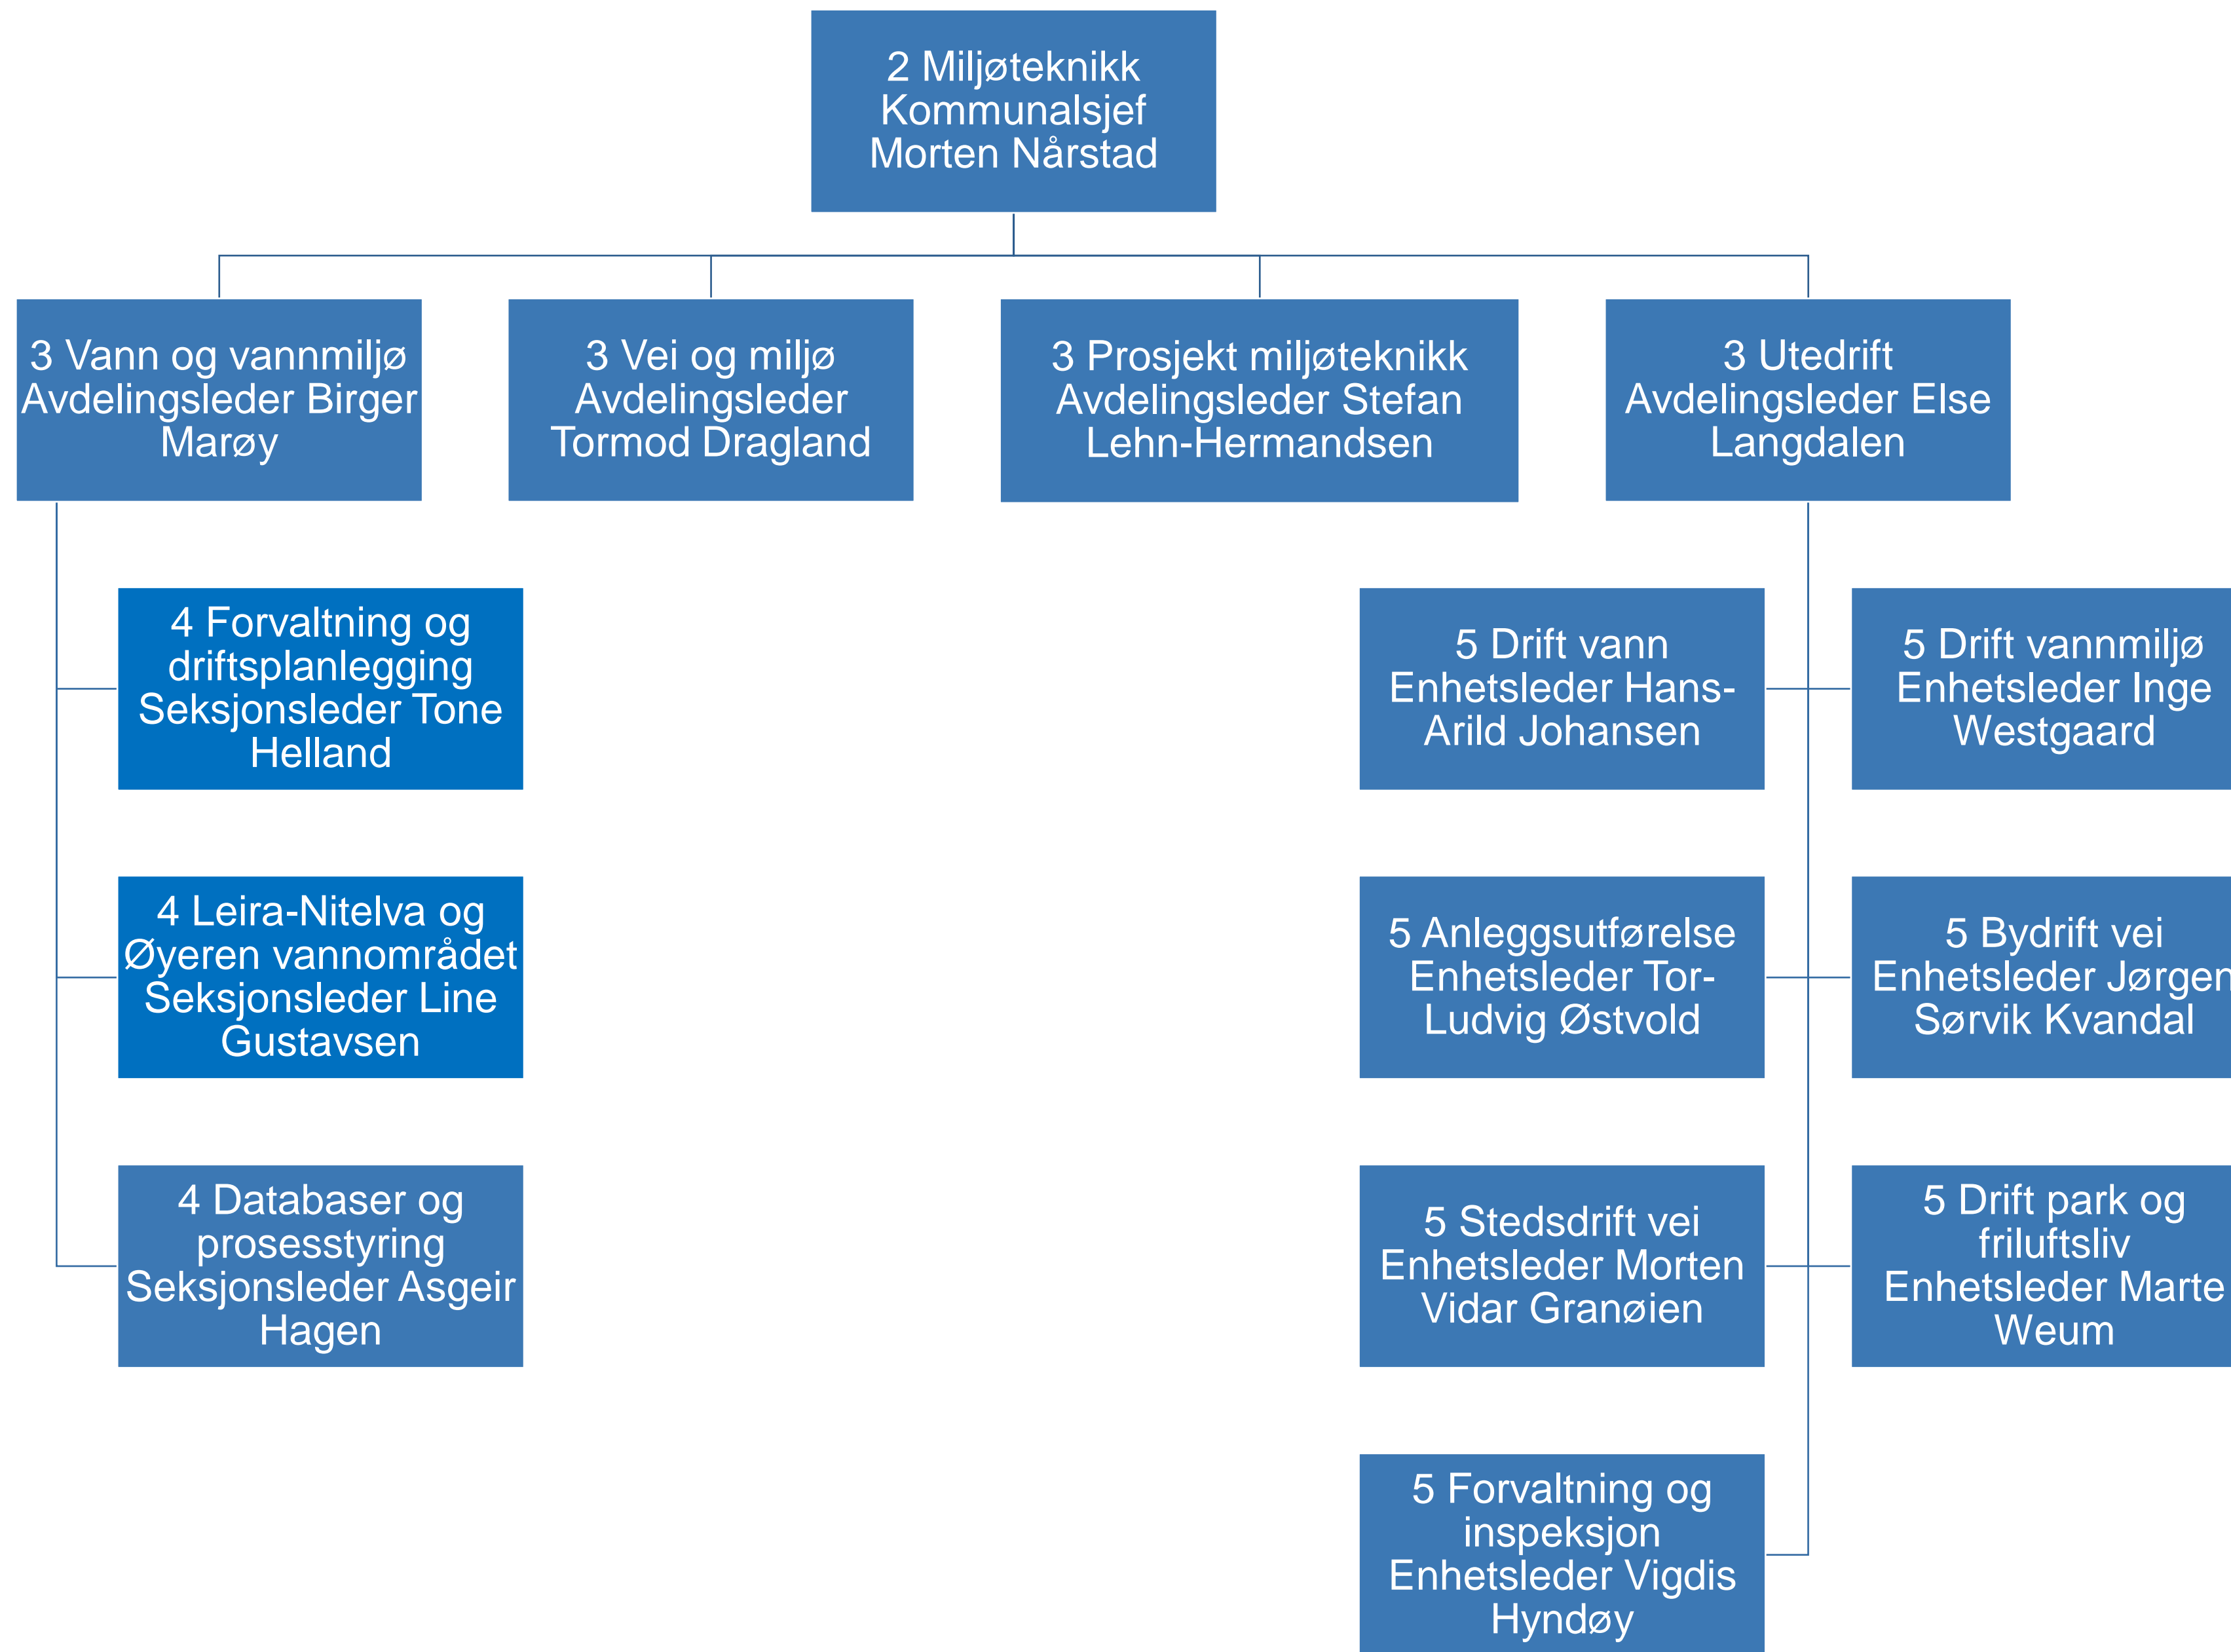 2 Miljøteknikk
Kommunalsjef
Morten Nårstad
3 Vann og vannmiljø
Avdelingsleder Birger
Marøy
3 Vei og miljø
Avdelingsleder
Tormod Dragland
3 Prosjekt miljøteknikk
Avdelingsleder Stefan
Lehn-Hermandsen
3 Utedrift
Avdelingsleder Else
Langdalen
4 Forvaltning og
driftsplanlegging
Seksjonsleder Tone
Helland
4 Leira-Nitelva og
Øyeren vannområdet
Seksjonsleder Line
Gustavsen
4 Databaser og
prosesstyring
Seksjonsleder Asgeir
Hagen
5 Drift vann
Enhetsleder Hans-
Arild Johansen
5 Drift vannmiljø
Enhetsleder Inge
Westgaard
5 Anleggsutførelse
Enhetsleder Tor-
Ludvig Østvold
5 Bydrift vei
Enhetsleder Jørgen
Sørvik Kvandal
5 Stedsdrift vei
Enhetsleder Morten
Vidar Granøien
5 Drift park og
friluftsliv
Enhetsleder Marte
Weum
5 Forvaltning og
inspeksjon
Enhetsleder Vigdis
Hyndøy